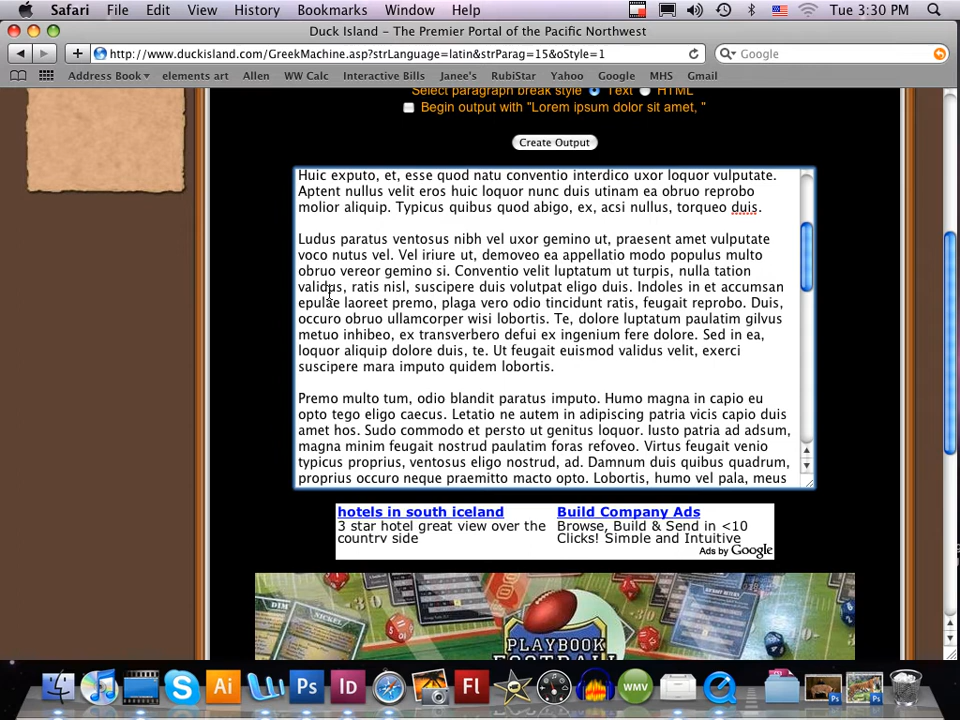 Safari File Edit View History Bookmarks Window Help Tue 3:30 PM
Duck Island — The Premier Portal of the Pacific Northwest
http://www.duckisland.com/GreekMachine.asp?strLanguage=latin&strParag=15&oStyle=1 Google
Address Book elements art Allen WW Calc Interactive Bills Janee's RubiStar Yahoo Google MHS Gmail
Select paragraph break style Text HTML
Begin output with "Lorem ipsum dolor sit amet, "
Create Output
Huic exputo, et, esse quod natu conventio interdico uxor loquor vulputate.
Aptent nullus velit eros huic loquor nunc duis utinam ea obruo reprobo
molior aliquip. Typicus quibus quod abigo, ex, acsi nullus, torqueo duis.
Ludus paratus ventosus nibh vel uxor gemino ut, praesent amet vulputate
voco nutus vel. Vel iriure ut, demoveo ea appellatio modo populus multo
obruo vereor gemino si. Conventio velit luptatum ut turpis, nulla tation
validus, ratis nisl, suscipere duis volutpat eligo duis. Indoles in et accumsan
epulae laoreet premo, plaga vero odio tincidunt ratis, feugait reprobo. Duis,
occuro obruo ullamcorper wisi lobortis. Te, dolore luptatum paulatim gilvus
metuo inhibeo, ex transverbero defui ex ingenium fere dolore. Sed in ea,
loquor aliquip dolore duis, te. Ut feugait euismod validus velit, exerci
suscipere mara imputo quidem lobortis.
Premo multo tum, odio blandit paratus imputo. Humo magna in capio eu
opto tego eligo caecus. Letatio ne autem in adipiscing patria vicis capio duis
amet hos. Sudo commodo et persto ut genitus loquor. Iusto patria ad adsum,
magna minim feugait nostrud paulatim foras refoveo. Virtus feugait venio
typicus proprius, ventosus eligo nostrud, ad. Damnum duis quibus quadrum,
proprius occuro neque praemitto macto opto. Lobortis, humo vel pala, meus
hotels in south iceland Build Company Ads
3 star hotel great view over the Browse, Build & Send in <10
country side Clicks! Simple and Intuitive
Ads by Google
NICKEL
PLAYBOOK
FOOTBALL
Ai Ps Id Fl WMV Ps Ps